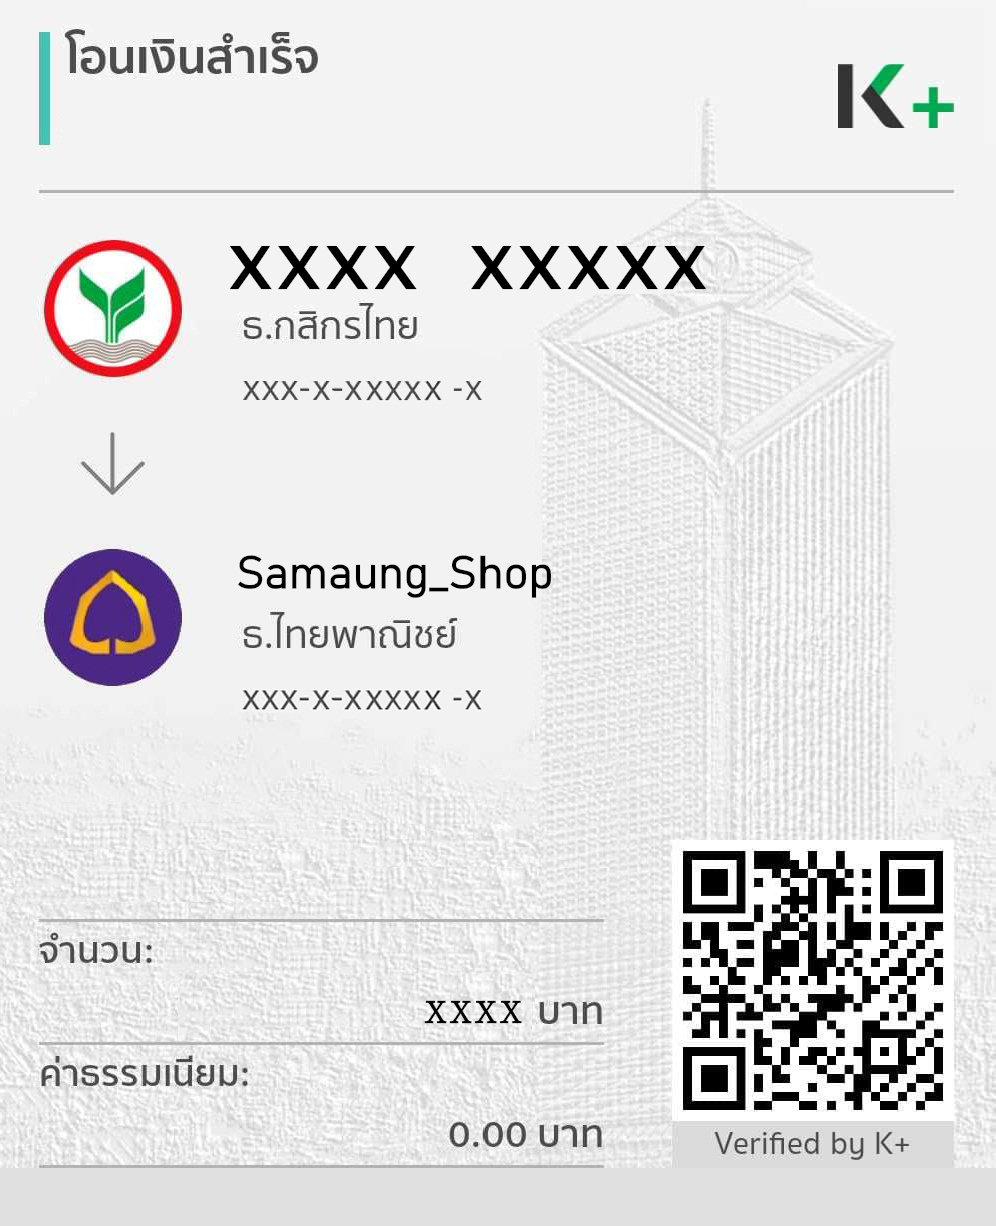 โอนเงินสำเร็จ
K+
xxxx xxxxx
ธ.กสิกรไทย
xxx-x-xxxxx -x
Samaung_Shop
ธ.ไทยพาณิชย์
xxx-x-xxxxx -x
จำนวน:
xxxx บาท
ค่าธรรมเนียม:
0.00 บาท
Verified by K+